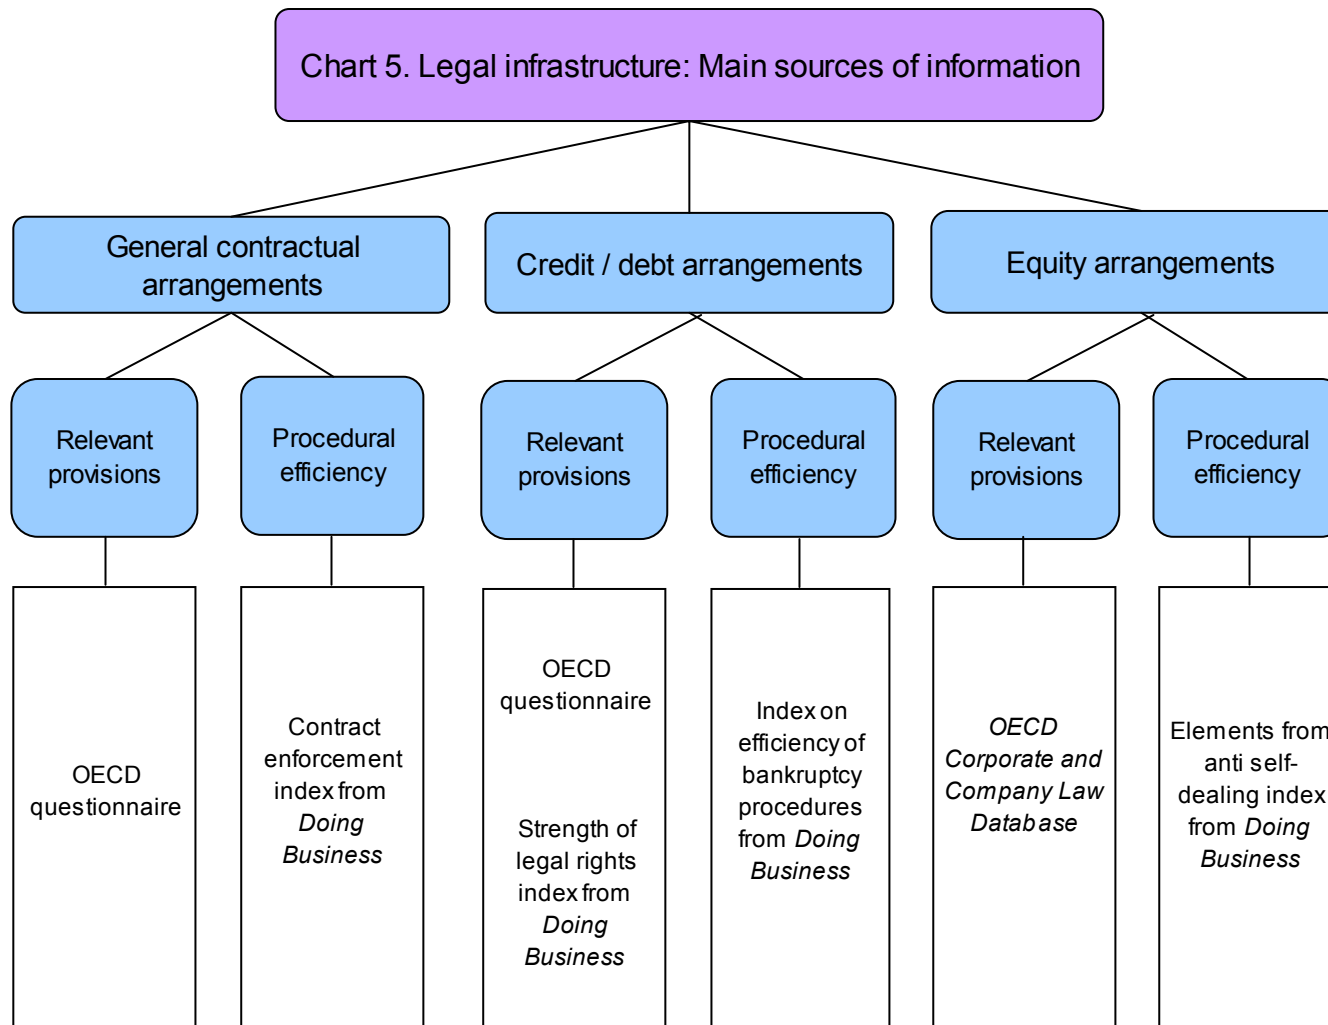 Chart 5. Legal infrastructure: Main sources of information
General contractual
arrangements
Credit / debt arrangements
Equity arrangements
Relevant
provisions
Procedural
efficiency
Relevant
provisions
Procedural
efficiency
Relevant
provisions
Procedural
efficiency
OECD
questionnaire
Contract
enforcement
index from
Doing
Business
OECD
questionnaire
Strength of
legal rights
index from
Doing
Business
Index on
efficiency of
bankruptcy
procedures
from Doing
Business
OECD
Corporate and
Company Law
Database
Elements from
anti self-
dealing index
from Doing
Business